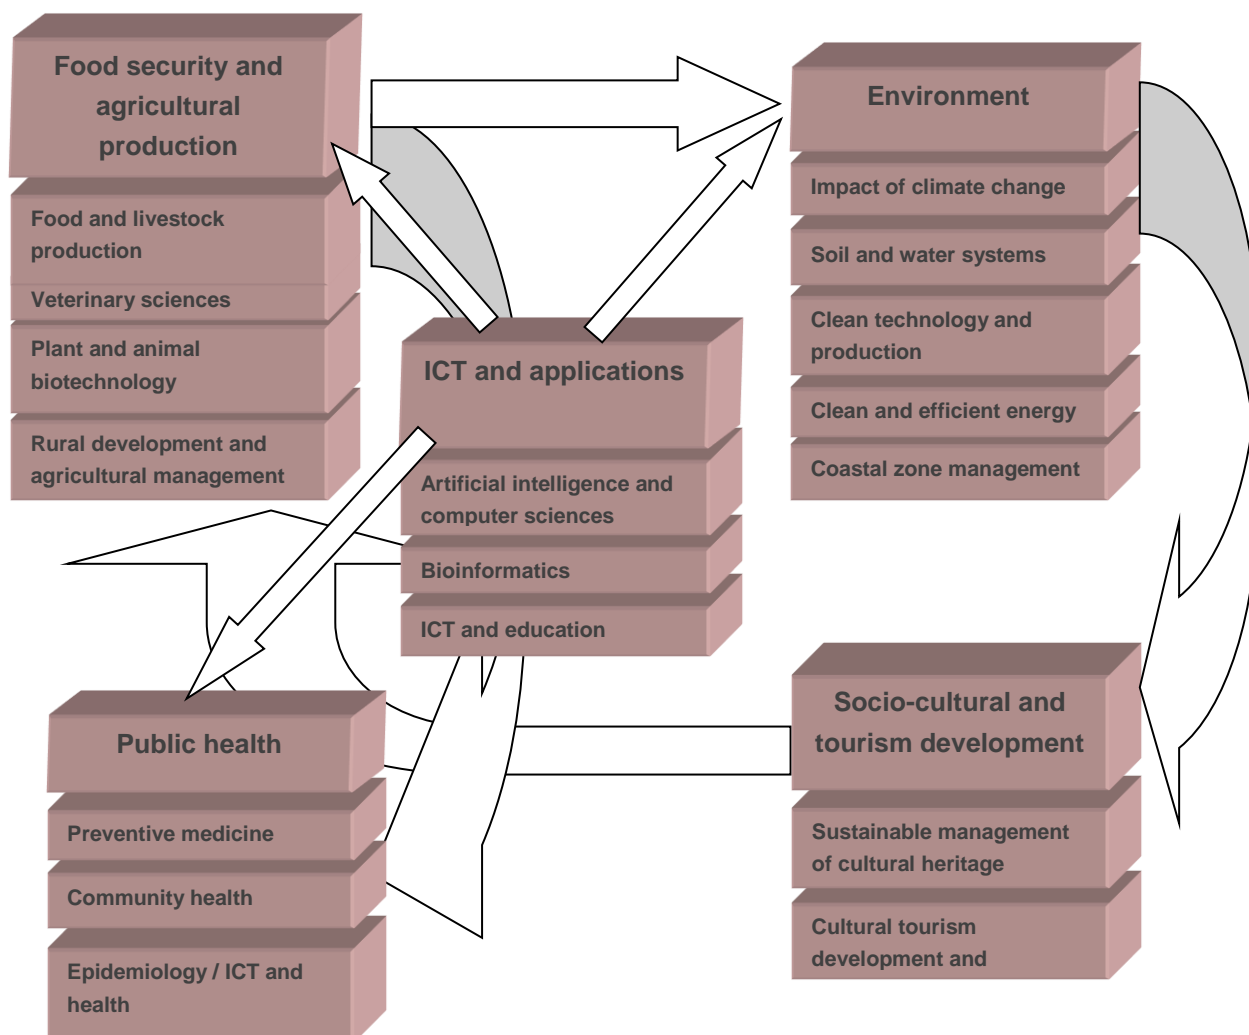 Food security and
agricultural
production
Food and livestock
production
Veterinary sciences
Plant and animal
biotechnology
Rural development and
agricultural management
Environment
Impact of climate change
Soil and water systems
Clean technology and
production
Clean and efficient energy
Coastal zone management
ICT and applications
Artificial intelligence and
computer sciences
Bioinformatics
ICT and education
Public health
Preventive medicine
Community health
Epidemiology / ICT and
health
Socio-cultural and
tourism development
Sustainable management
of cultural heritage
Cultural tourism
development and